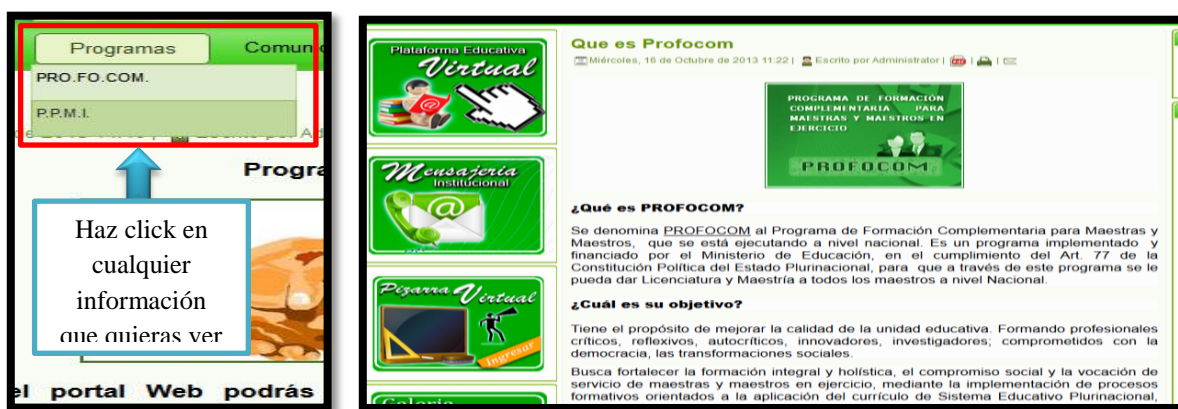 Programas
Comuni
PRO.FO.COM.
P.P.M.I.
Progra
Haz click en
cualquier
información
que quieras ver
el portal Web podrás
Plataforma Educativa
Virtual
Mensajería
Institucional
Pizarra Virtual
Ingresar
Que es Profocom
Miércoles, 16 de Octubre de 2013 11:22 | Escrito por Administrator |
PROGRAMA DE FORMACIÓN
COMPLEMENTARIA PARA
MAESTRAS Y MAESTROS EN
EJERCICIO
PROFOCOM
¿Qué es PROFOCOM?
Se denomina PROFOCOM al Programa de Formación Complementaria para Maestras y
Maestros, que se está ejecutando a nivel nacional. Es un programa implementado y
financiado por el Ministerio de Educación, en el cumplimiento del Art. 77 de la
Constitución Política del Estado Plurinacional, para que a través de este programa se le
pueda dar Licenciatura y Maestría a todos los maestros a nivel Nacional.
¿Cuál es su objetivo?
Tiene el propósito de mejorar la calidad de la unidad educativa. Formando profesionales
críticos, reflexivos, autocríticos, innovadores, investigadores; comprometidos con la
democracia, las transformaciones sociales.
Busca fortalecer la formación integral y holística, el compromiso social y la vocación de
servicio de maestras y maestros en ejercicio, mediante la implementación de procesos
formativos orientados a la aplicación del currículo de Sistema Educativo Plurinacional,